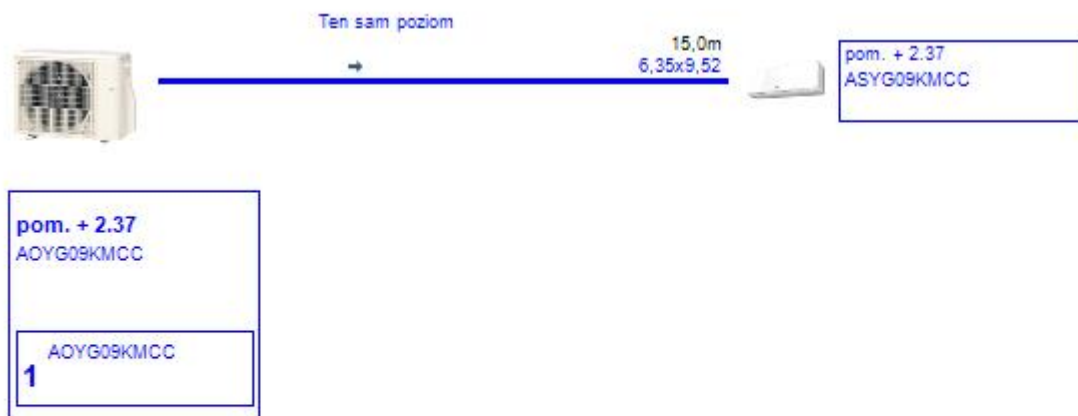 Ten sam poziom
15,0m
6,35x9,52
pom. + 2.37
ASYG09KMCC
pom. + 2.37
AOYG09KMCC
AOYG09KMCC
1